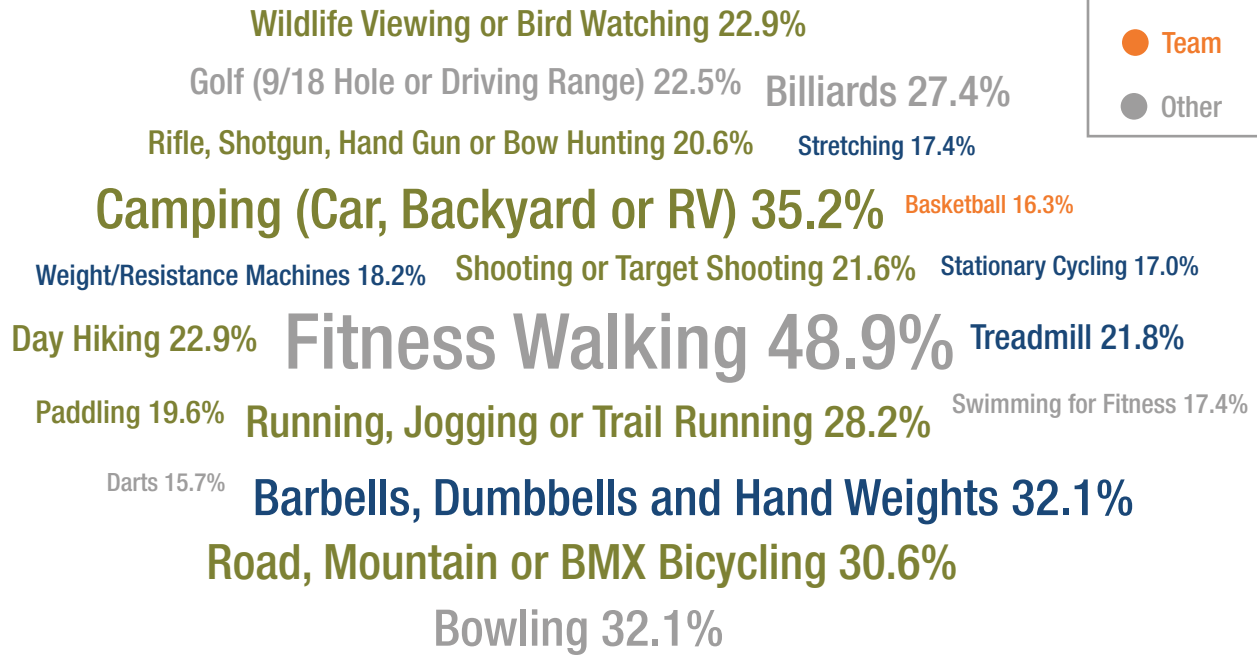 Wildlife Viewing or Bird Watching 22.9%
Team
Golf (9/18 Hole or Driving Range) 22.5%
Billiards 27.4%
Other
Rifle, Shotgun, Hand Gun or Bow Hunting 20.6%
Stretching 17.4%
Camping (Car, Backyard or RV) 35.2%
Basketball 16.3%
Weight/Resistance Machines 18.2%
Shooting or Target Shooting 21.6%
Stationary Cycling 17.0%
Day Hiking 22.9%
Fitness Walking 48.9%
Treadmill 21.8%
Paddling 19.6%
Running, Jogging or Trail Running 28.2%
Swimming for Fitness 17.4%
Darts 15.7%
Barbells, Dumbbells and Hand Weights 32.1%
Road, Mountain or BMX Bicycling 30.6%
Bowling 32.1%